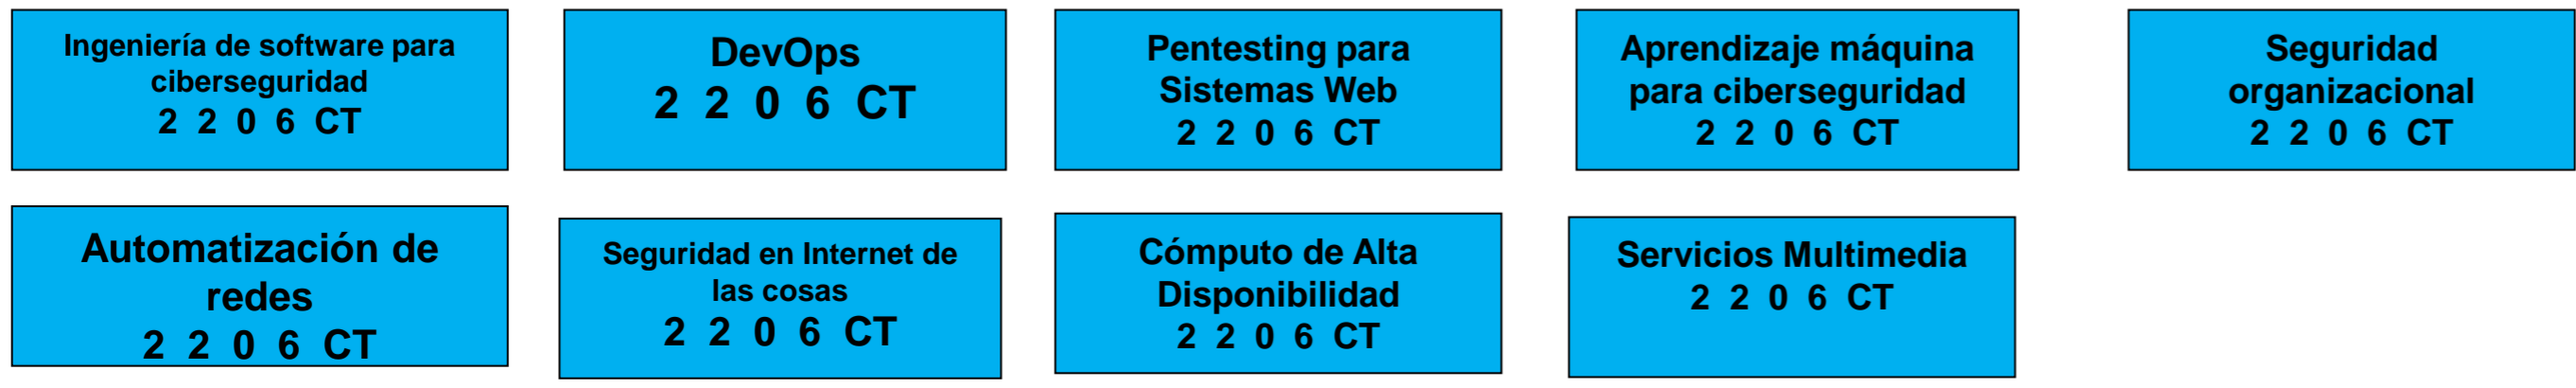 Ingeniería de software para
ciberseguridad
2 2 0 6 CT
DevOps
2 2 0 6 CT
Pentesting para
Sistemas Web
2 2 0 6 CT
Aprendizaje máquina
para ciberseguridad
2 2 0 6 CT
Seguridad
organizacional
2 2 0 6 CT
Automatización de
redes
2 2 0 6 CT
Seguridad en Internet de
las cosas
2 2 0 6 CT
Cómputo de Alta
Disponibilidad
2 2 0 6 CT
Servicios Multimedia
2 2 0 6 CT